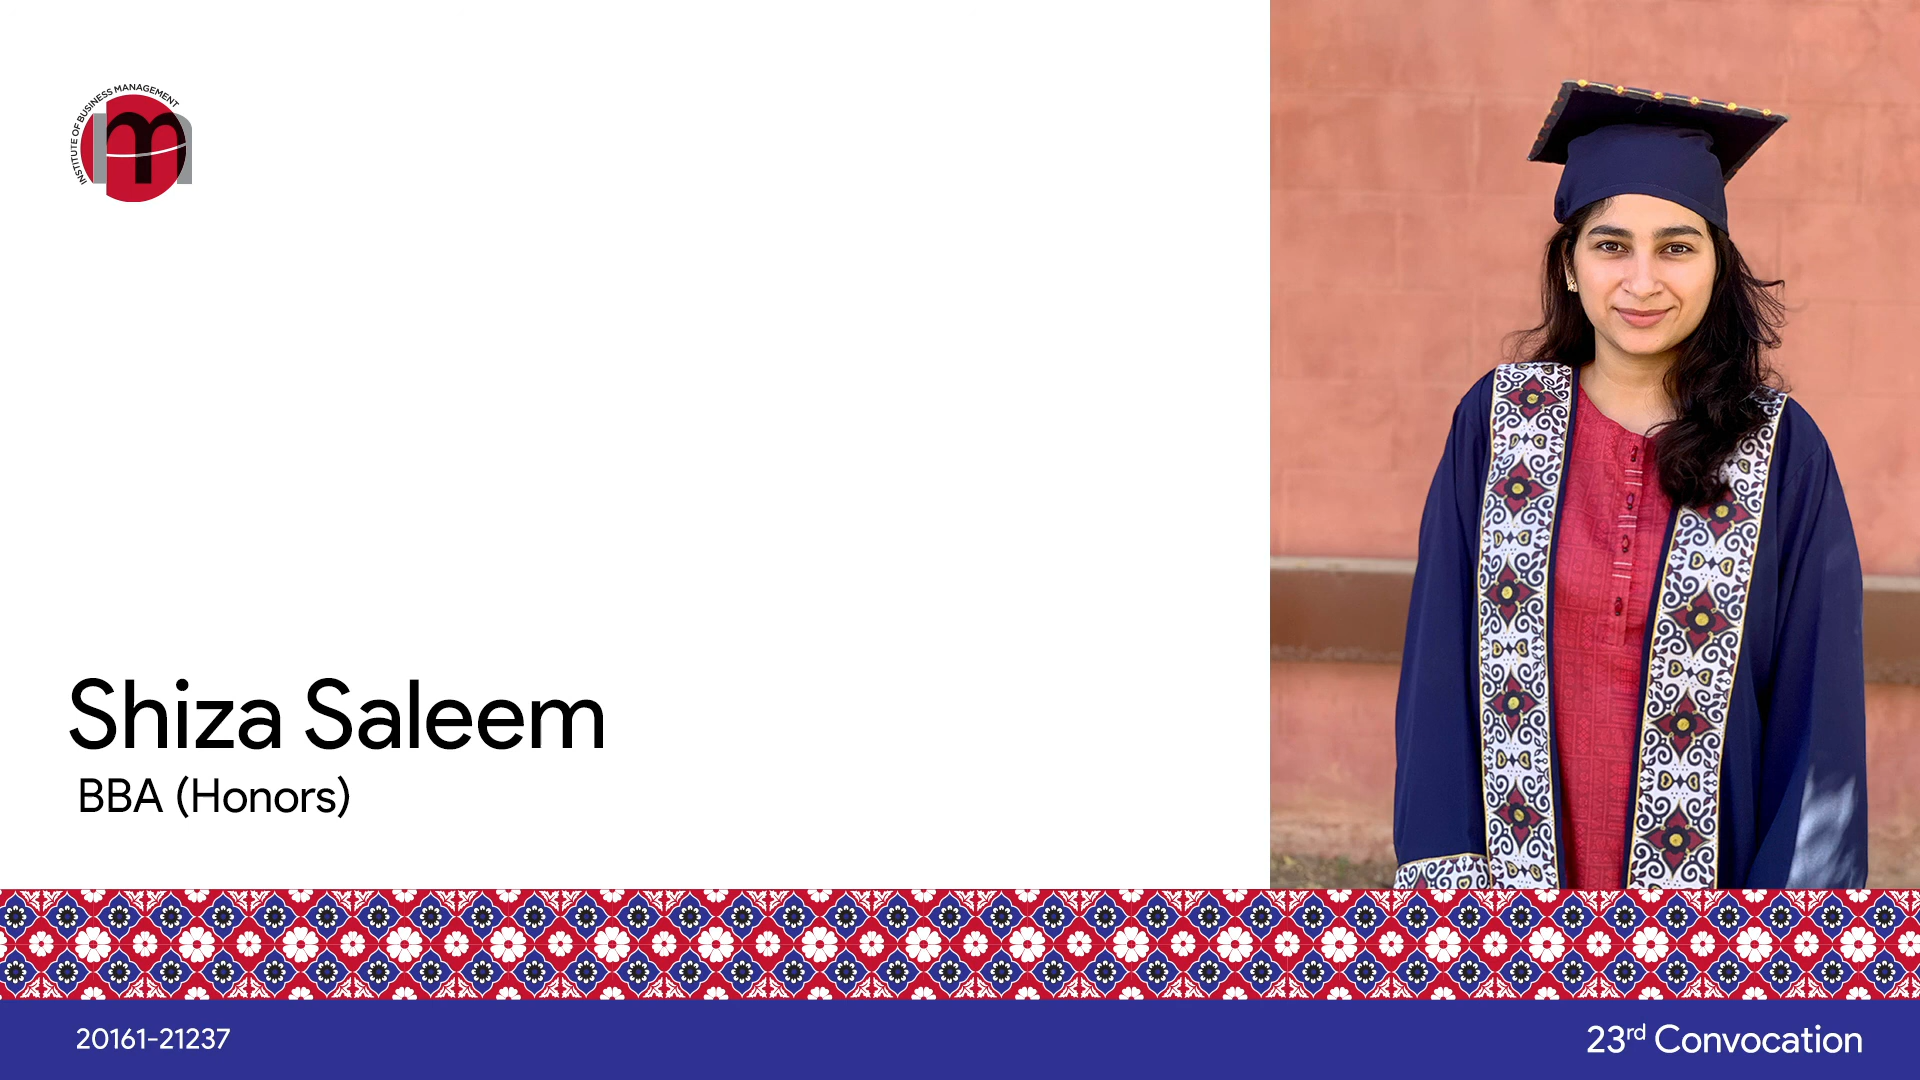 INSTITUTE OF BUSINESS MANAGEMENT
m
Shiza Saleem
BBA (Honors)
20161-21237
23rd Convocation